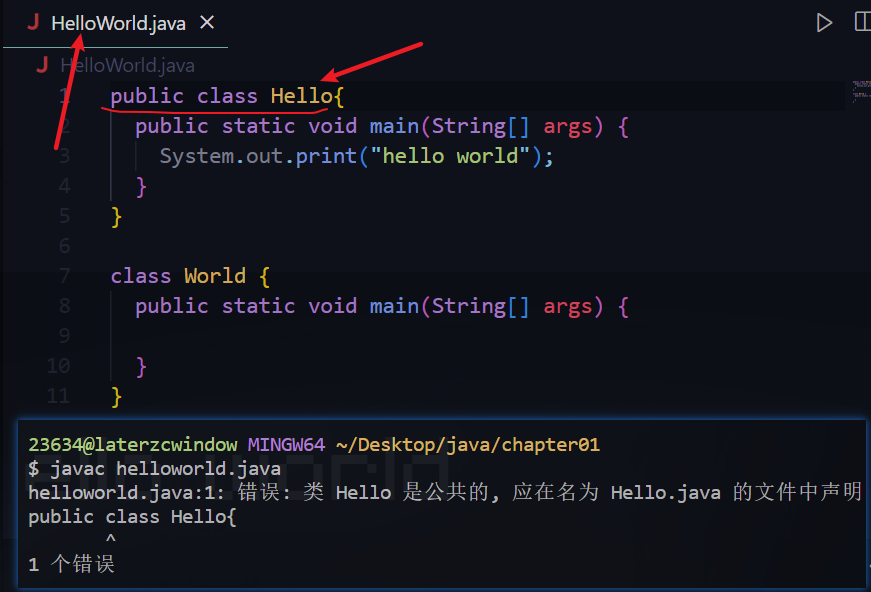 J HelloWorld.java ×
J HelloWorld.java
1 public class Hello{
2 public static void main(String[] args) {
3 System.out.print("hello world");
4 }
5 }
6
7 class World {
8 public static void main(String[] args) {
9
10 }
11 }
23634@laterzcwindow MINGW64 ~/Desktop/java/chapter01
$ javac helloworld.java
helloworld.java:1: 错误: 类 Hello 是公共的, 应在名为 Hello.java 的文件中声明
public class Hello{
^
1 个错误